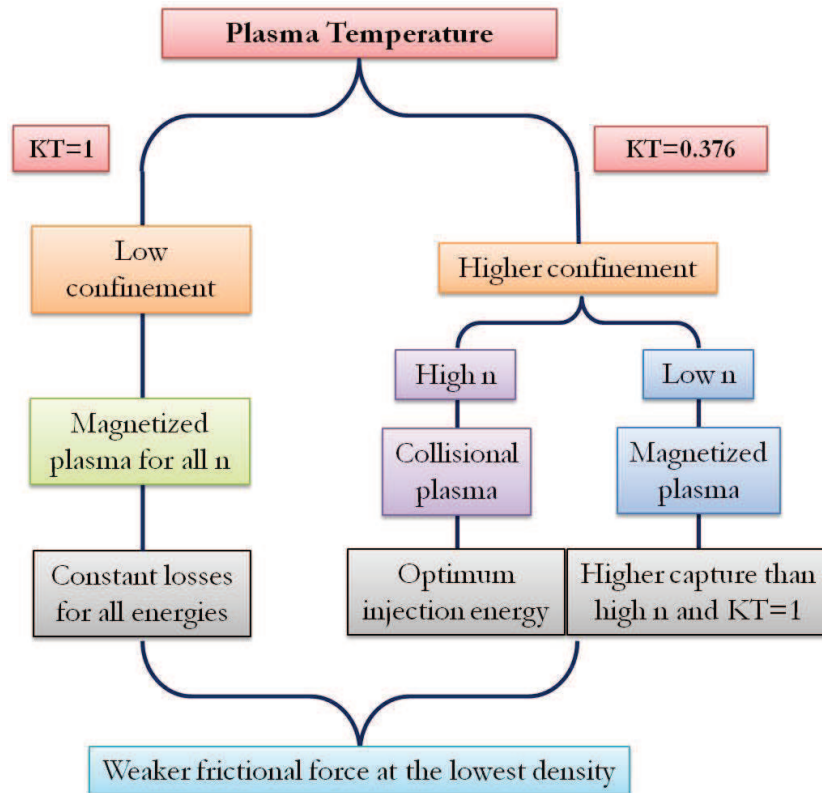 Plasma Temperature
KT=1
KT=0.376
Low
confinement
Higher confinement
High n
Low n
Magnetized
plasma for all n
Collisional
plasma
Magnetized
plasma
Constant losses
for all energies
Optimum
injection energy
Higher capture than
high n and KT=1
Weaker frictional force at the lowest density